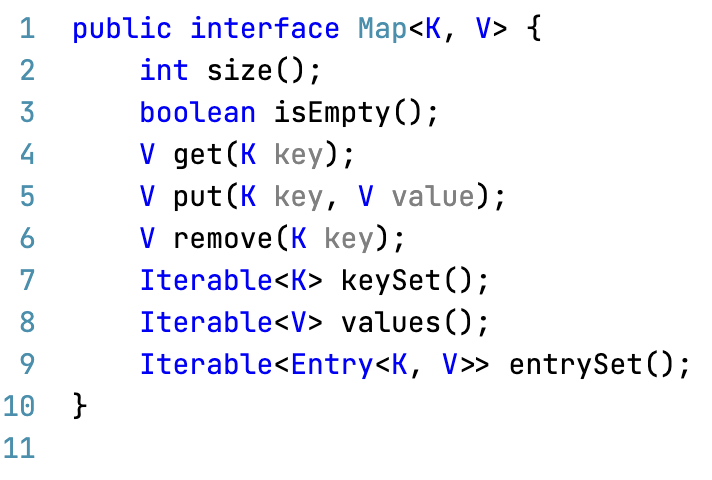 1 public interface Map<K, V> {
2 int size();
3 boolean isEmpty();
4 V get(K key);
5 V put(K key, V value);
6 V remove(K key);
7 Iterable<K> keySet();
8 Iterable<V> values();
9 Iterable<Entry<K, V>> entrySet();
10 }
11